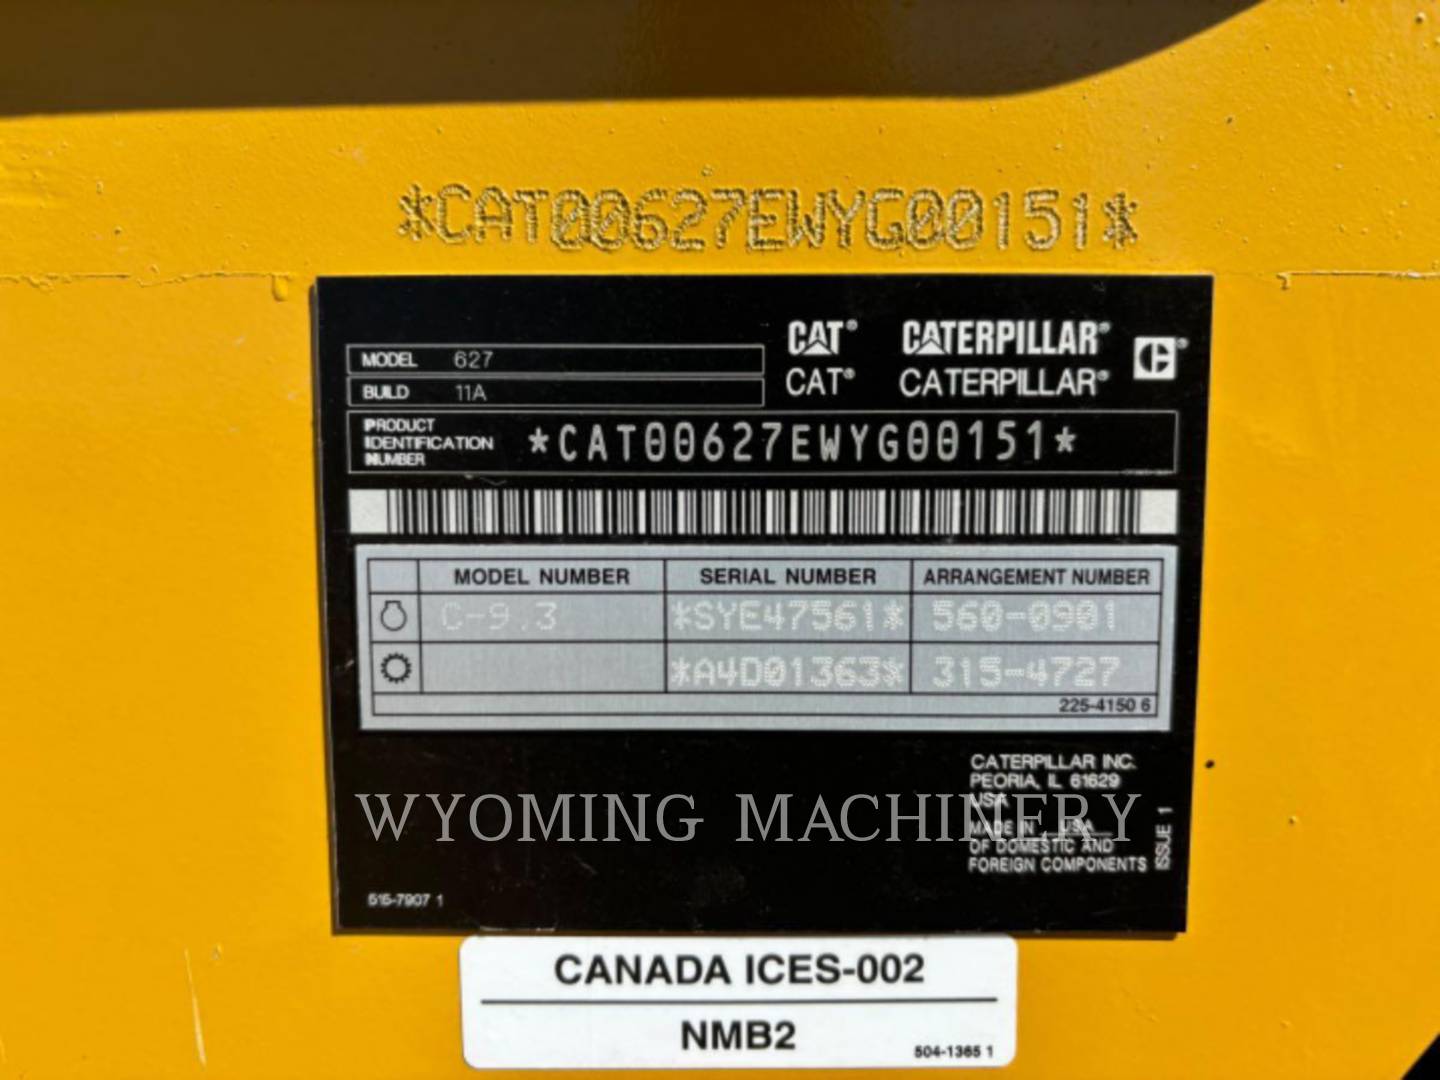 *CAT00627EWYG00151*
CAT® CATERPILLAR®
CAT® CATERPILLAR®
MODEL 627
BUILD 11A
PRODUCT IDENTIFICATION NUMBER *CAT00627EWYG00151*
MODEL NUMBER SERIAL NUMBER ARRANGEMENT NUMBER
C-9.3 *SYE47561* 560-0901
*A4D01363* 315-4727
225-4150 6
CATERPILLAR INC.
PEORIA, IL 61629
USA
MADE IN USA
OF DOMESTIC AND
FOREIGN COMPONENTS
ISSUE 1
WYOMING MACHINERY
515-7907 1
CANADA ICES-002
NMB2
504-1365 1